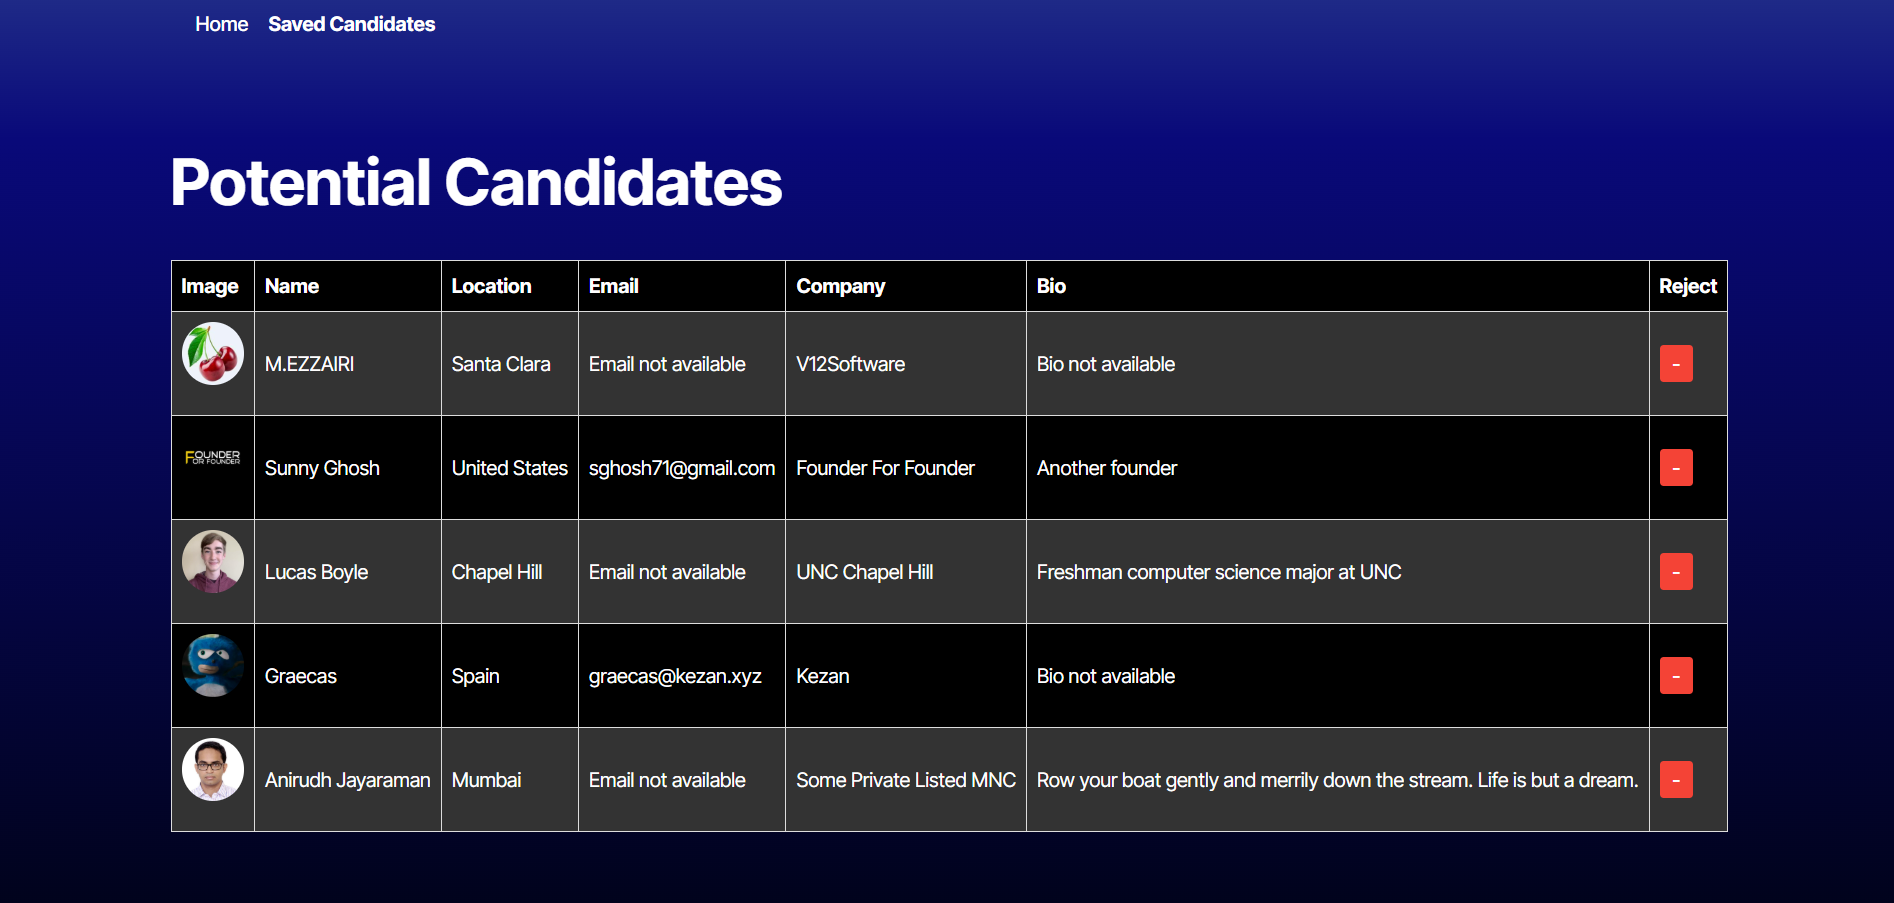 Home Saved Candidates
Potential Candidates
Image Name Location Email Company Bio Reject
M.EZZAIRI Santa Clara Email not available V12Software Bio not available -
FOUNDER
FOR FOUNDER
Sunny Ghosh United States sghosh71@gmail.com Founder For Founder Another founder -
Lucas Boyle Chapel Hill Email not available UNC Chapel Hill Freshman computer science major at UNC -
Graecas Spain graecas@kezan.xyz Kezan Bio not available -
Anirudh Jayaraman Mumbai Email not available Some Private Listed MNC Row your boat gently and merrily down the stream. Life is but a dream. -